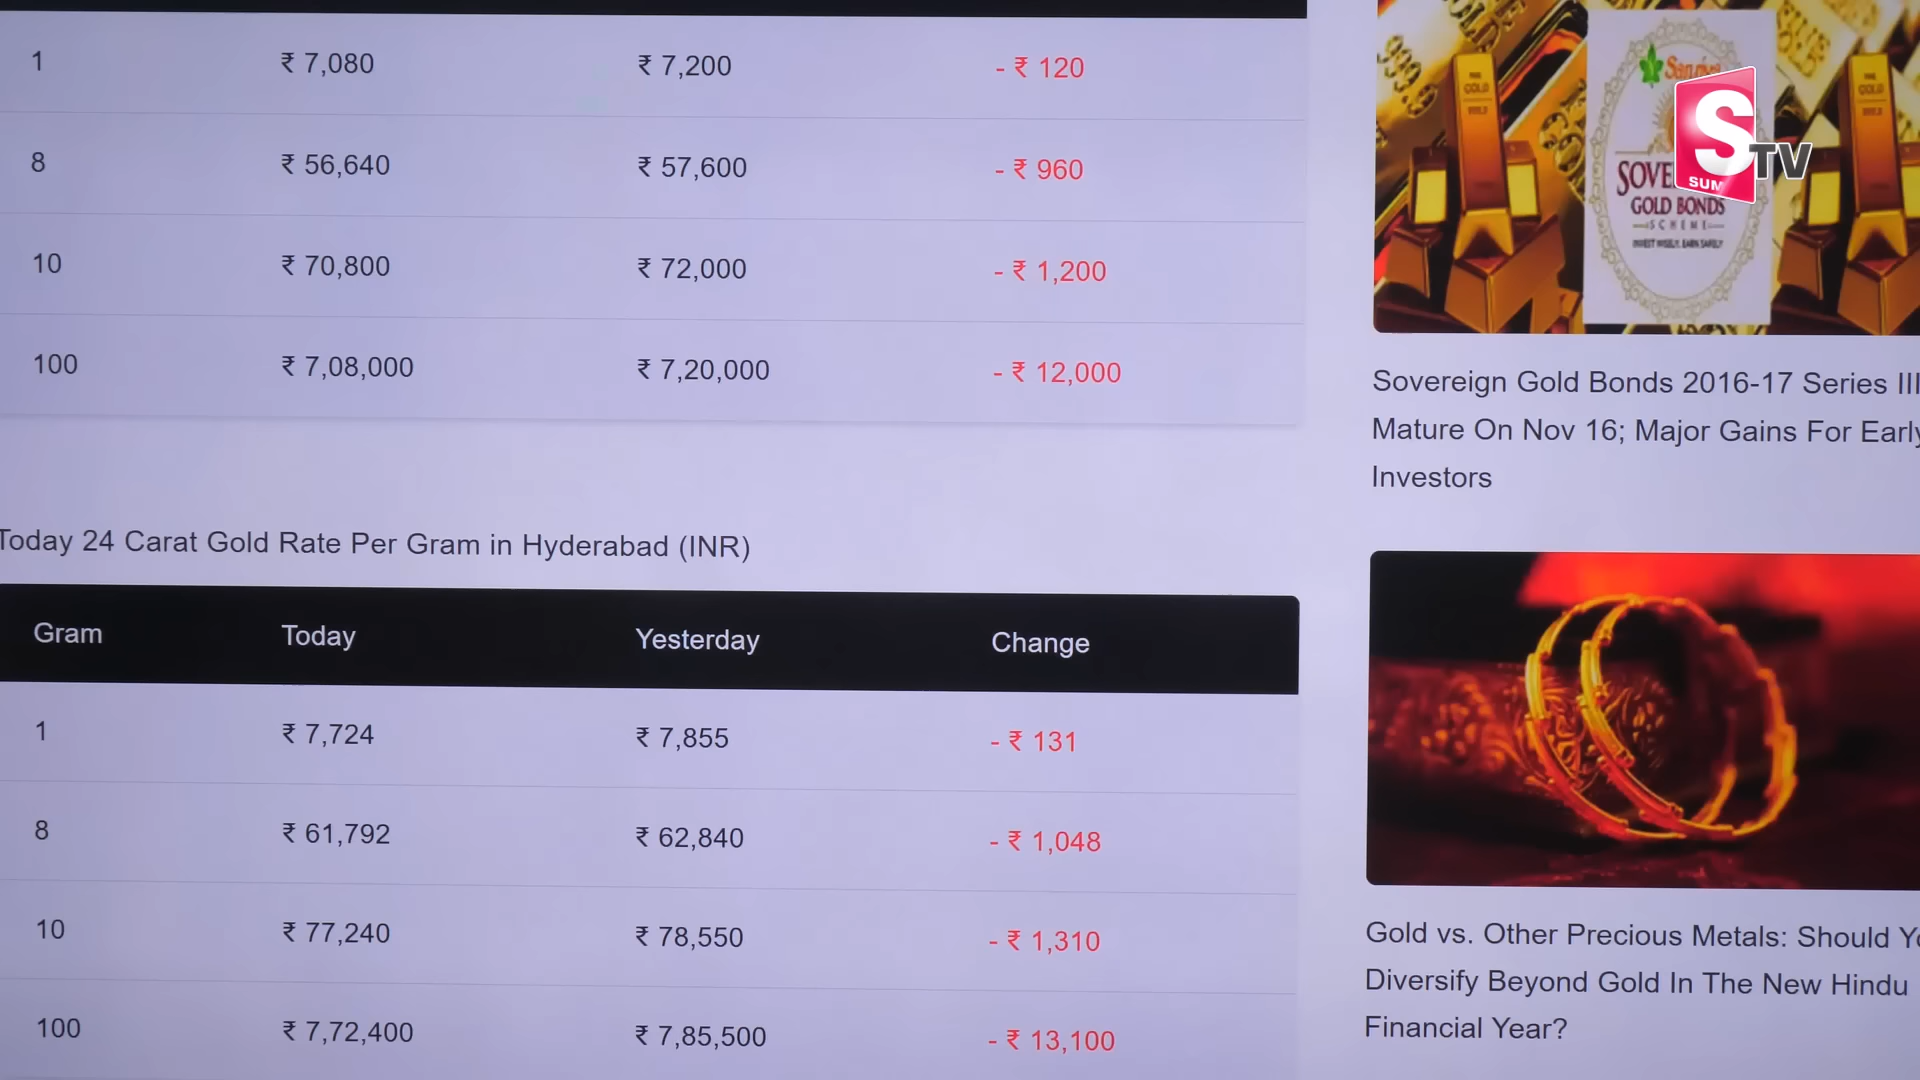 1 ₹ 7,080 ₹ 7,200 - ₹ 120
8 ₹ 56,640 ₹ 57,600 - ₹ 960
10 ₹ 70,800 ₹ 72,000 - ₹ 1,200
100 ₹ 7,08,000 ₹ 7,20,000 - ₹ 12,000
Today 24 Carat Gold Rate Per Gram in Hyderabad (INR)
Gram Today Yesterday Change
1 ₹ 7,724 ₹ 7,855 - ₹ 131
8 ₹ 61,792 ₹ 62,840 - ₹ 1,048
10 ₹ 77,240 ₹ 78,550 - ₹ 1,310
100 ₹ 7,72,400 ₹ 7,85,500 - ₹ 13,100
S TV
SUM
GOLD BONDS
SCHEME
INVEST WISELY, EARN SAFELY
Sovereign Gold Bonds 2016-17 Series III
Mature On Nov 16; Major Gains For Early
Investors
Gold vs. Other Precious Metals: Should
Diversify Beyond Gold In The New Hindu
Financial Year?